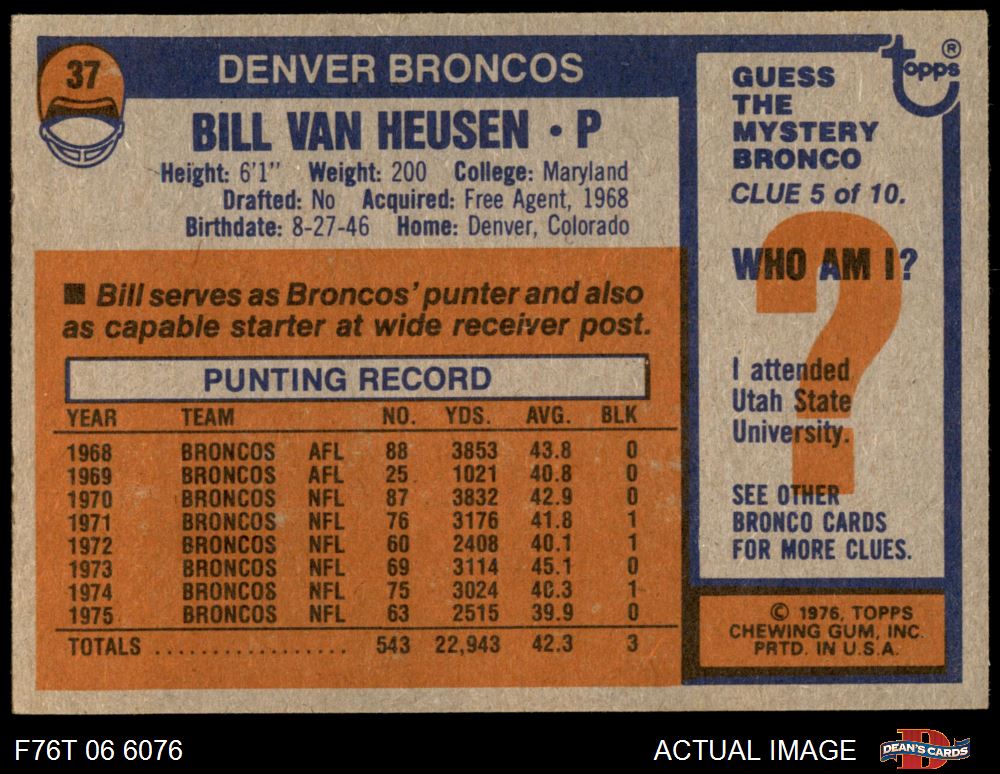 37
DENVER BRONCOS
BILL VAN HEUSEN • P
Height: 6'1" Weight: 200 College: Maryland
Drafted: No Acquired: Free Agent, 1968
Birthdate: 8-27-46 Home: Denver, Colorado
■ Bill serves as Broncos' punter and also
as capable starter at wide receiver post.
PUNTING RECORD
YEAR TEAM NO. YDS. AVG. BLK
1968 BRONCOS AFL 88 3853 43.8 0
1969 BRONCOS AFL 25 1021 40.8 0
1970 BRONCOS NFL 87 3832 42.9 0
1971 BRONCOS NFL 76 3176 41.8 1
1972 BRONCOS NFL 60 2408 40.1 1
1973 BRONCOS NFL 69 3114 45.1 0
1974 BRONCOS NFL 75 3024 40.3 1
1975 BRONCOS NFL 63 2515 39.9 0
TOTALS .................. 543 22,943 42.3 3
topps ®
GUESS
THE
MYSTERY
BRONCO
CLUE 5 of 10.
WHO AM I?
?
I attended
Utah State
University.
SEE OTHER
BRONCO CARDS
FOR MORE CLUES.
© 1976, TOPPS
CHEWING GUM, INC.
PRTD. IN U.S.A.
F76T 06 6076
ACTUAL IMAGE
DEAN'S CARDS